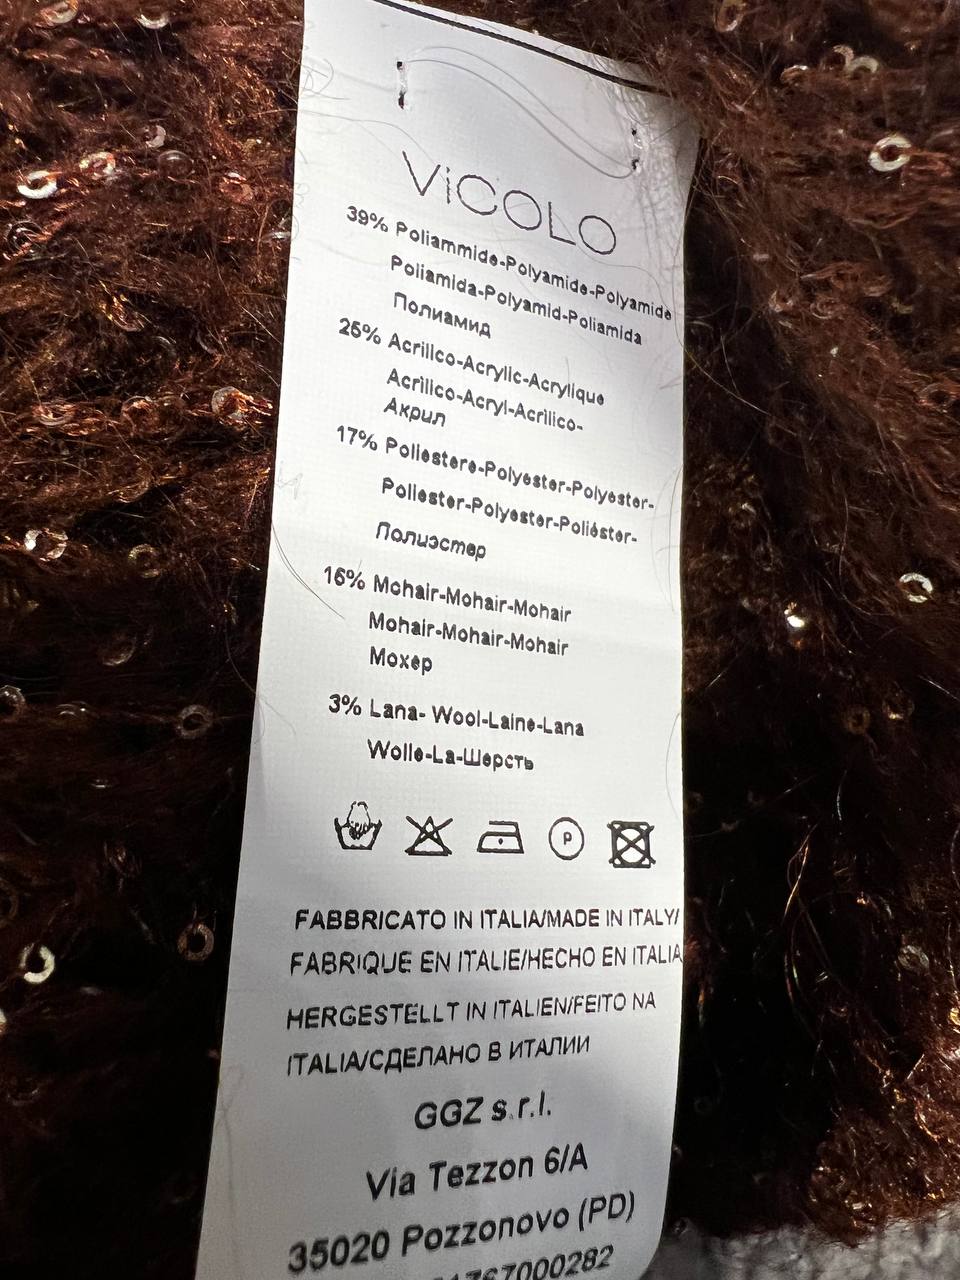 ViCOLO
39% Poliammide-Polyamide-Polyamide
Poliamida-Polyamid-Poliamida
Полиамид
25% Acrilico-Acrylic-Acrylique
Acrilico-Acryl-Acrilico-
Акрил
17% Poliestere-Polyester-Polyester-
Poliester-Polyester-Poliéster-
Полиэстер
16% Mohair-Mohair-Mohair
Mohair-Mohair-Mohair
Мохер
3% Lana- Wool-Laine-Lana
Wolle-La-Шерсть
P
FABBRICATO IN ITALIA/MADE IN ITALY/
FABRIQUE EN ITALIE/HECHO EN ITALIA
HERGESTELLT IN ITALIEN/FEITO NA
ITALIA/СДЕЛАНО В ИТАЛИИ
GGZ s.r.l.
Via Tezzon 6/A
35020 Pozzonovo (PD)